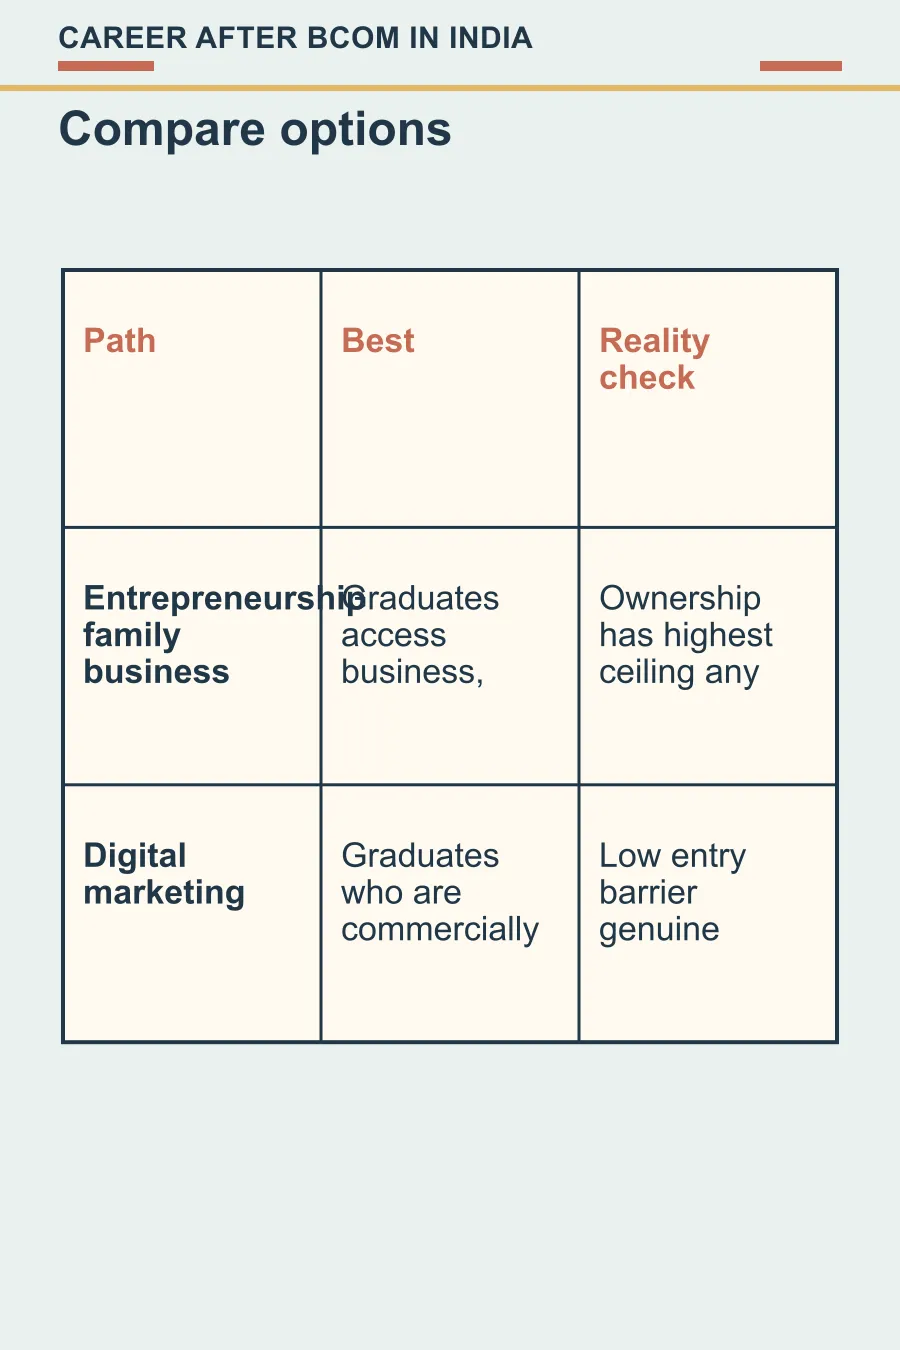 CAREER AFTER BCOM IN INDIA
Compare options
Path
Best
Reality
check
Entrepreneurship
family
business
Graduates
access
business,
Ownership
has highest
ceiling any
Digital
marketing
Graduates
who are
commercially
Low entry
barrier
genuine